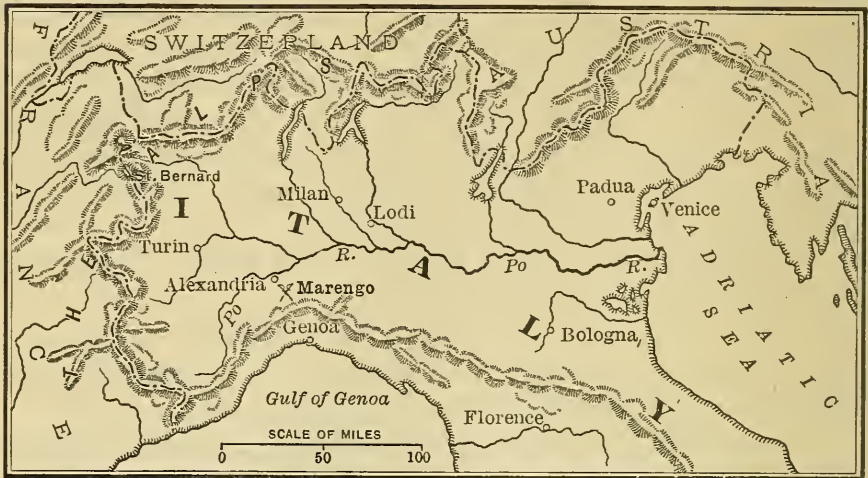 SWITZERLAND
FRANCE
AUSTRIA
THE ALPS
ITALY
St. Bernard
Milan
Lodi
Padua
Venice
Turin
R.
Po
R.
Alexandria
Marengo
Po
Genoa
Bologna
ADRIATIC
SEA
Gulf of Genoa
Florence
SCALE OF MILES
0 50 100